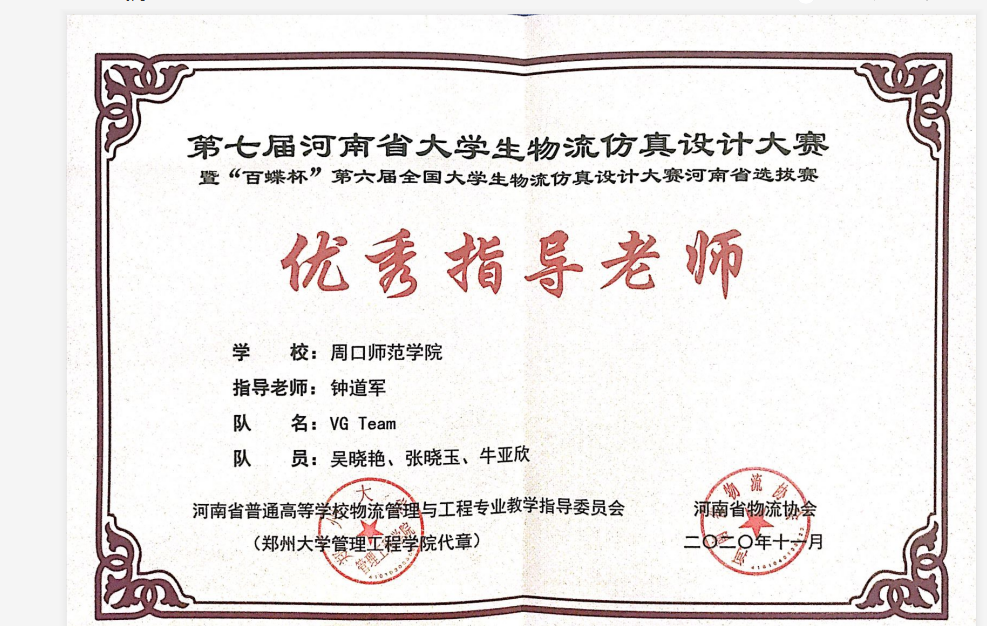 第七届河南省大学生物流仿真设计大赛
暨“百蝶杯”第六届全国大学生物流仿真设计大赛河南省选拔赛
优秀指导老师
学 校：周口师范学院
指导老师：钟道军
队 名：VG Team
队 员：吴晓艳、张晓玉、牛亚欣
河南省普通高等学校物流管理与工程专业教学指导委员会
（郑州大学管理工程学院代章）
河南省物流协会
二〇二〇年十一月
管理工程学院